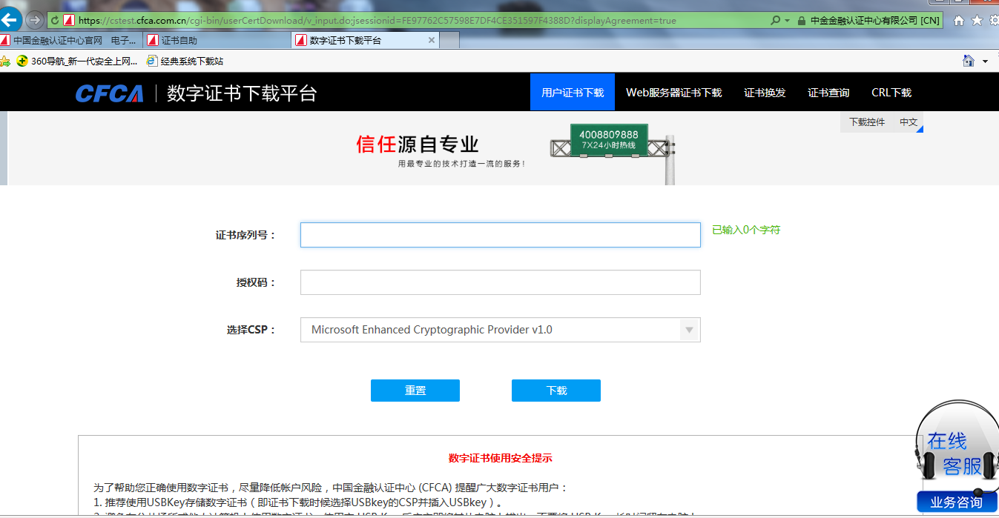 https://cstest.cfca.com.cn/cgi-bin/userCertDownload/v_input.do;jsessionid=FE97762C57598E7DF4CE351597F4388D?displayAgreement=true
中金金融认证中心有限公司 [CN]
中国金融认证中心官网 电子...
证书自助
数字证书下载平台
360导航_新一代安全上网...
经典系统下载站
CFCA
数字证书下载平台
用户证书下载
Web服务器证书下载
证书换发
证书查询
CRL下载
下载控件
中文
信任源自专业
用最专业的技术打造一流的服务!
4008809888
7X24小时热线
证书序列号：
已输入0个字符
授权码：
选择CSP：
Microsoft Enhanced Cryptographic Provider v1.0
重置
下载
在线
客服
业务咨询
数字证书使用安全提示
为了帮助您正确使用数字证书，尽量降低帐户风险，中国金融认证中心 (CFCA) 提醒广大数字证书用户：
1. 推荐使用USBKey存储数字证书（即证书下载时候选择USBkey的CSP并插入USBkey）。